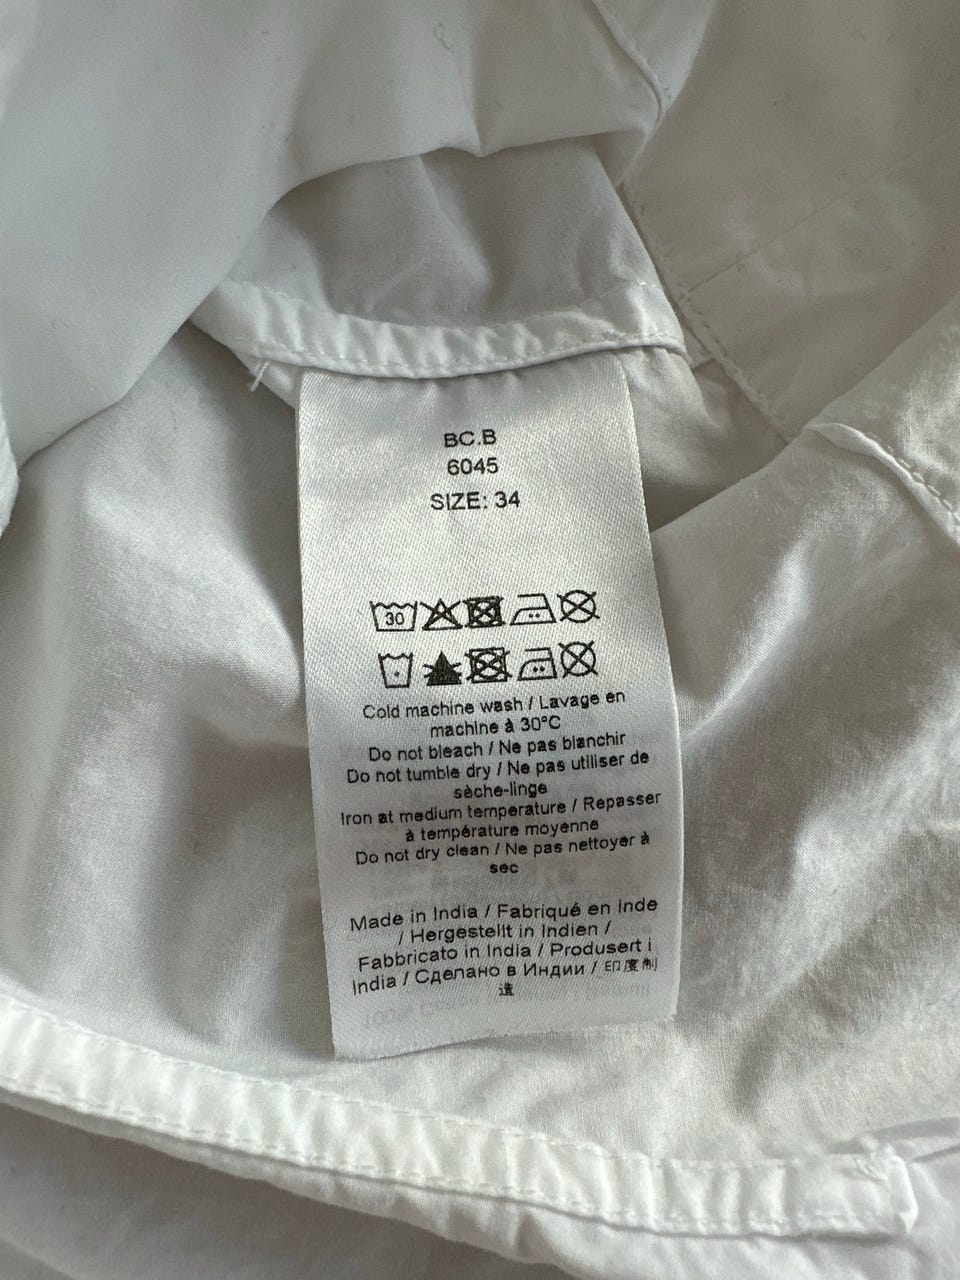 BC.B
6045
SIZE: 34
30
Cold machine wash / Lavage en
machine à 30°C
Do not bleach / Ne pas blanchir
Do not tumble dry / Ne pas utiliser de
sèche-linge
Iron at medium temperature / Repasser
à température moyenne
Do not dry clean / Ne pas nettoyer à
sec
Made in India / Fabriqué en Inde
/ Hergestellt in Indien /
Fabbricato in India / Produsert i
India / Сделано в Индии / 印度制
造